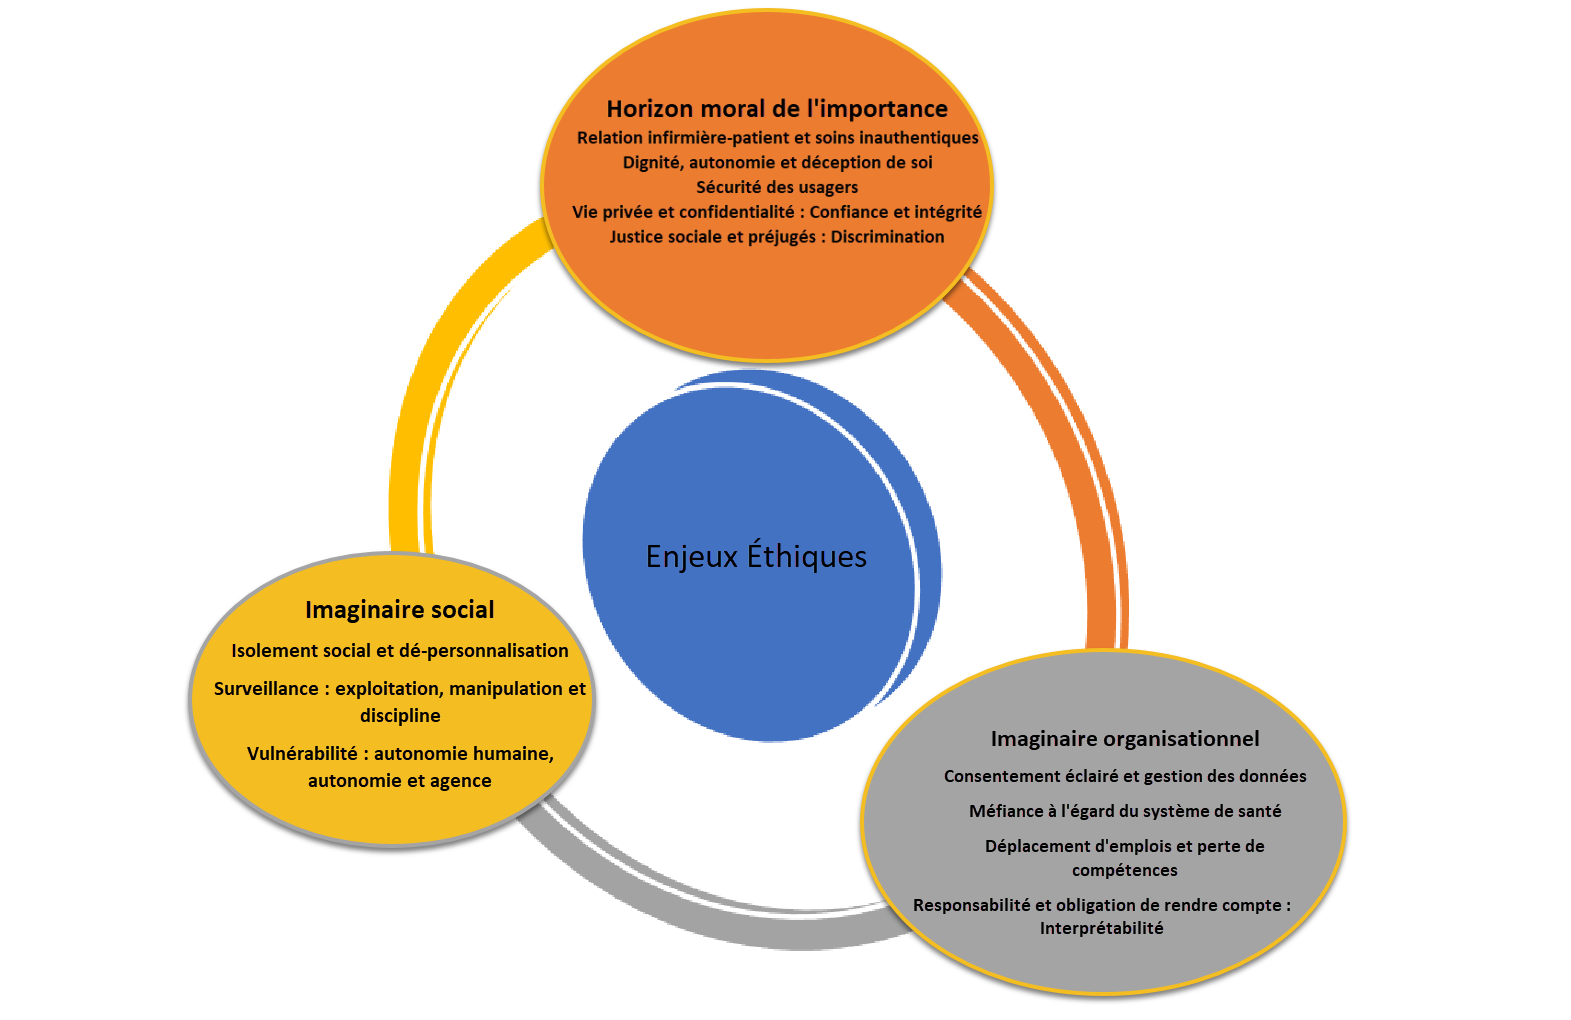 Horizon moral de l'importance
Relation infirmière-patient et soins inauthentiques
Dignité, autonomie et déception de soi
Sécurité des usagers
Vie privée et confidentialité : Confiance et intégrité
Justice sociale et préjugés : Discrimination
Enjeux Éthiques
Imaginaire social
Isolement social et dé-personnalisation
Surveillance : exploitation, manipulation et
discipline
Vulnérabilité : autonomie humaine,
autonomie et agence
Imaginaire organisationnel
Consentement éclairé et gestion des données
Méfiance à l'égard du système de santé
Déplacement d'emplois et perte de
compétences
Responsabilité et obligation de rendre compte :
Interprétabilité